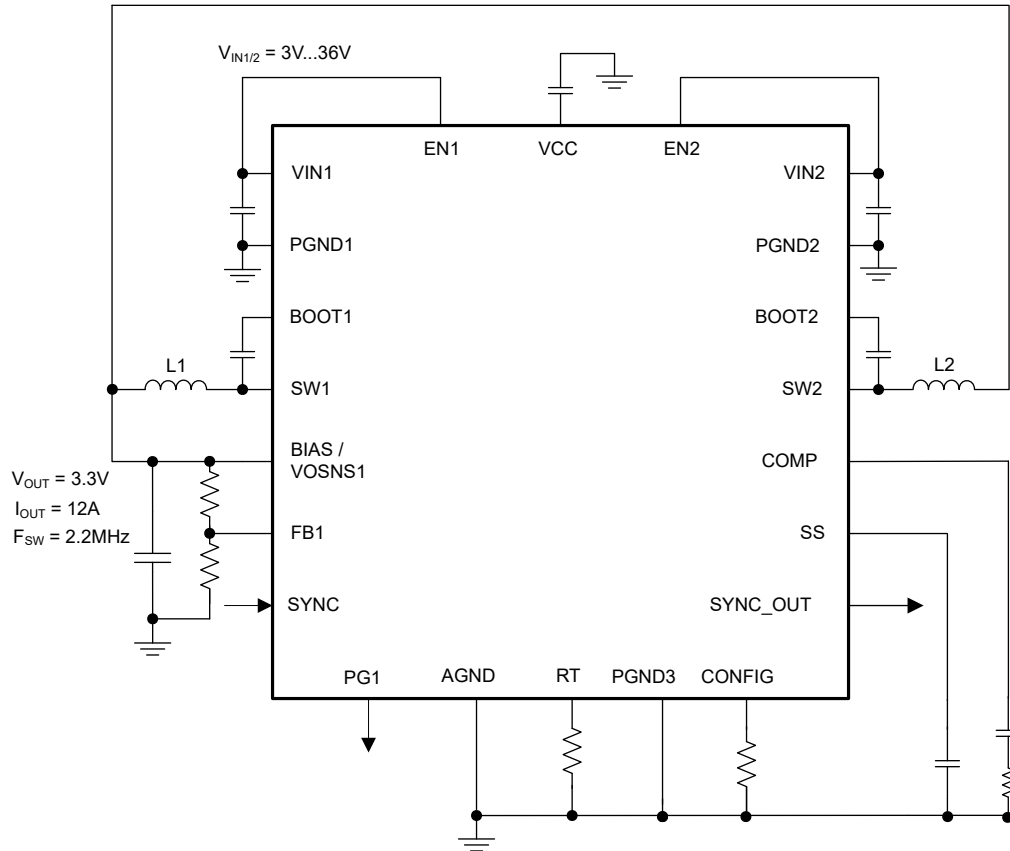 V_IN1/2 = 3V...36V
EN1
VCC
EN2
VIN1
VIN2
PGND1
PGND2
BOOT1
BOOT2
L1
L2
SW1
SW2
BIAS /
VOSNS1
COMP
V_OUT = 3.3V
I_OUT = 12A
F_SW = 2.2MHz
FB1
SS
SYNC
SYNC_OUT
PG1
AGND
RT
PGND3
CONFIG